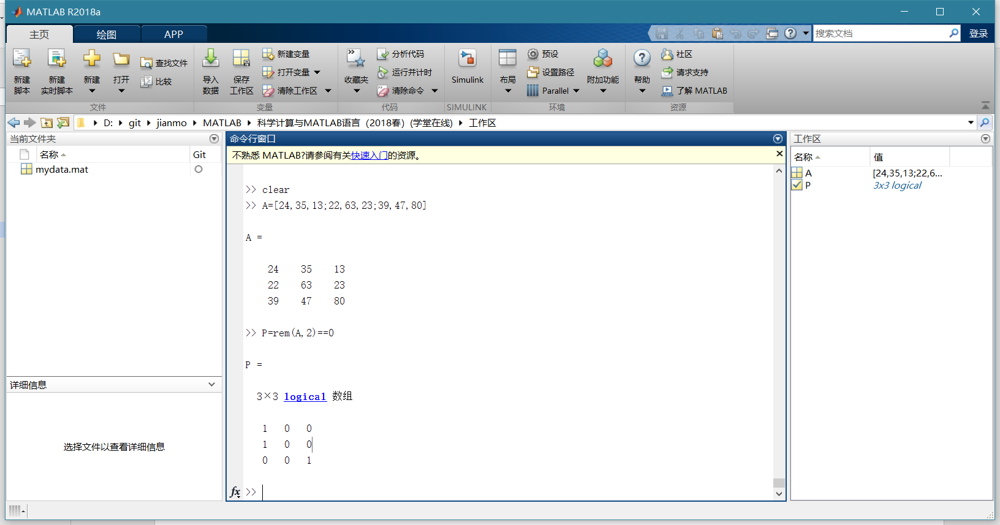 MATLAB R2018a
主页
绘图
APP
搜索文档
登录
新建
脚本
新建
实时脚本
新建
打开
查找文件
比较
文件
导入
数据
保存
工作区
新建变量
打开变量
清除工作区
变量
收藏夹
分析代码
运行并计时
清除命令
代码
Simulink
SIMULINK
布局
预设
设置路径
Parallel
附加功能
环境
帮助
社区
请求支持
了解 MATLAB
资源
D: git jianmo MATLAB 科学计算与MATLAB语言（2018春）(学堂在线) 工作区
当前文件夹
名称 Git
mydata.mat
详细信息
选择文件以查看详细信息
命令行窗口
不熟悉 MATLAB?请参阅有关快速入门的资源。
>> clear
>> A=[24,35,13;22,63,23;39,47,80]
A =
24 35 13
22 63 23
39 47 80
>> P=rem(A,2)==0
P =
3×3 logical 数组
1 0 0
1 0 0
0 0 1
fx >>
工作区
名称 值
A [24,35,13;22,6...
P 3x3 logical